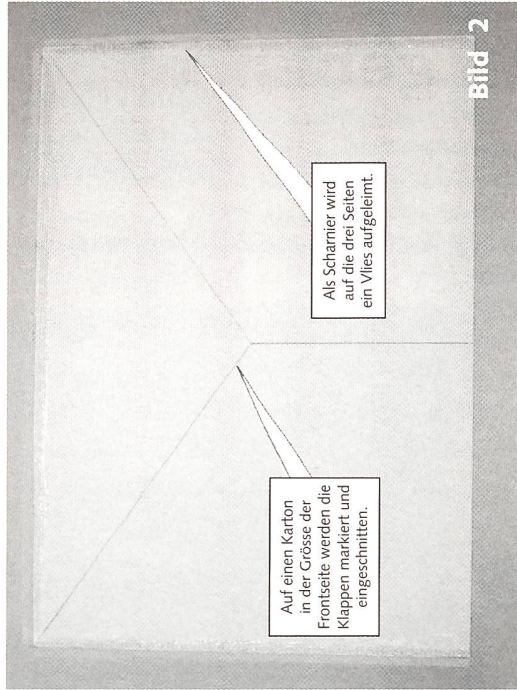 Auf einen Karton
in der Grösse der
Frontseite werden die
Klappen markiert und
eingeschnitten.
Als Scharnier wird
auf die drei Seiten
ein Vlies aufgeleimt.
Bild 2